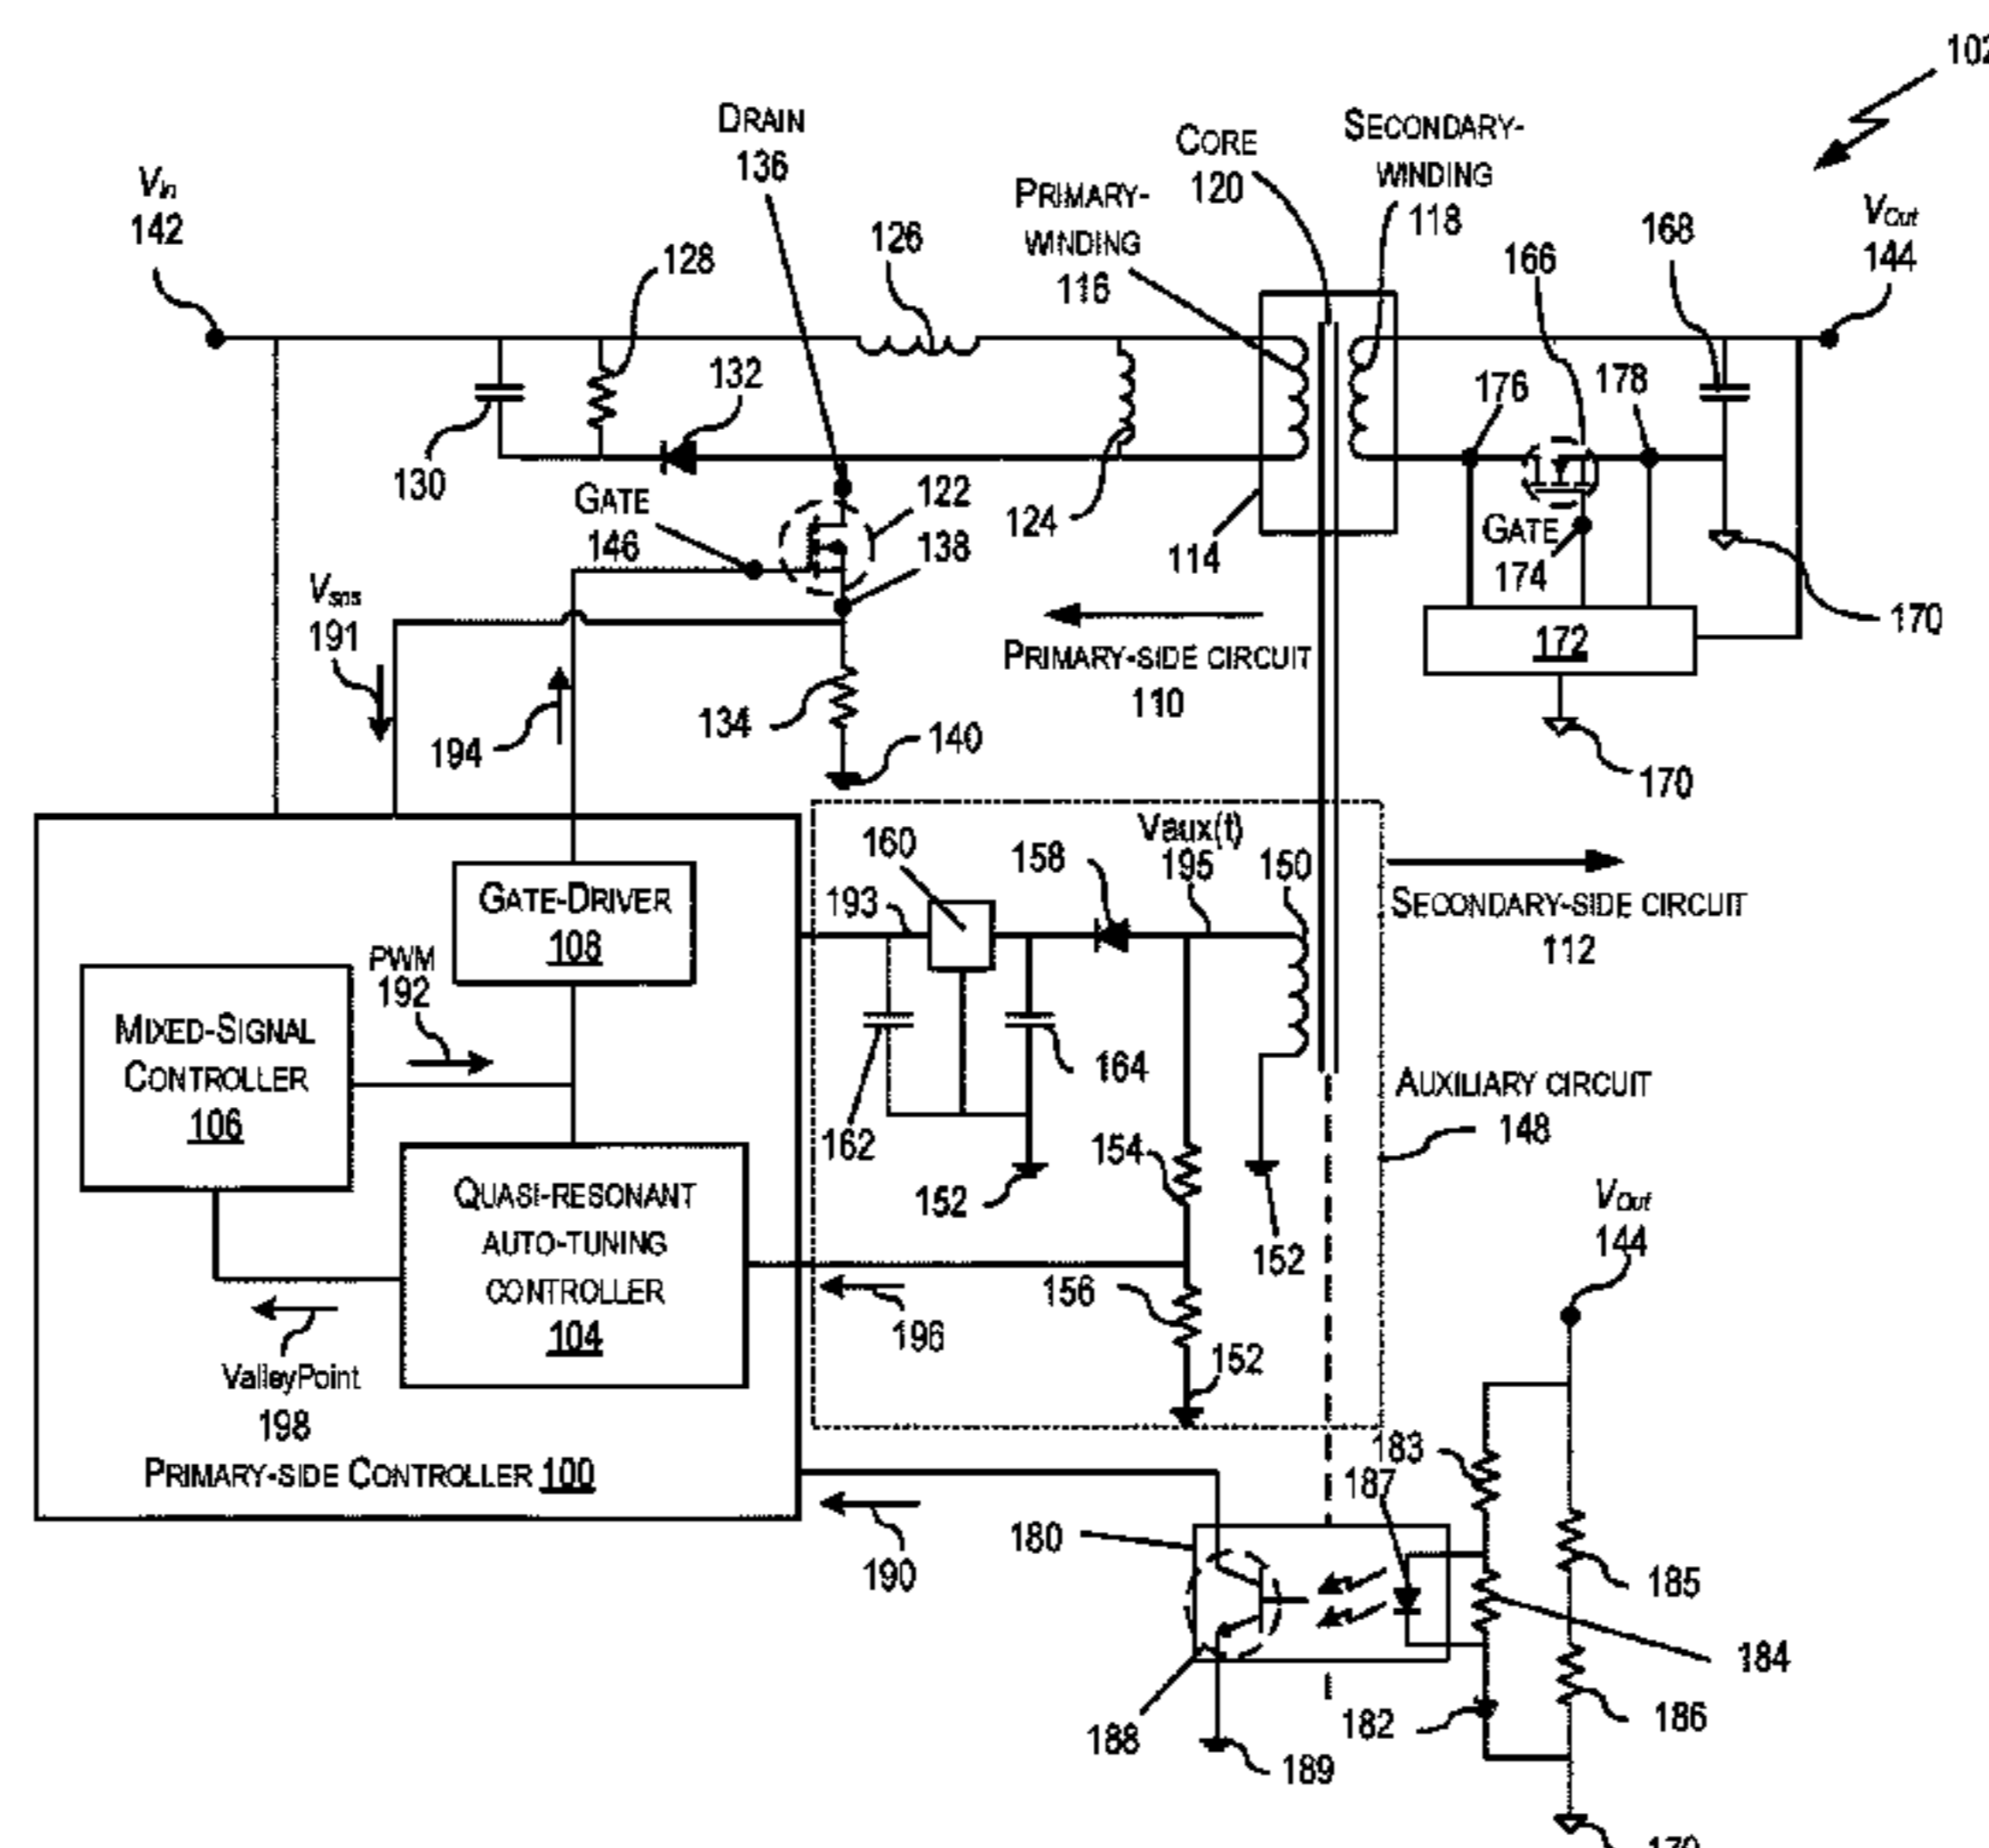 102
DRAIN
136
CORE
120
SECONDARY-
WINDING
118
PRIMARY-
WINDING
116
Vin
142
126
128
166
168
VOut
144
132
176
178
130
GATE
146
122
138
124
114
GATE
174
Vsns
191
170
172
PRIMARY-SIDE CIRCUIT
110
134
140
194
170
Vaux(t)
195
160
158
150
193
SECONDARY-SIDE CIRCUIT
112
GATE-DRIVER
108
PWM
192
MIXED-SIGNAL
CONTROLLER
106
162
164
AUXILIARY CIRCUIT
148
154
152
152
QUASI-RESONANT
AUTO-TUNING
CONTROLLER
104
VOut
144
156
196
152
ValleyPoint
198
PRIMARY-SIDE CONTROLLER 100
183
187
180
190
185
184
182
186
188
189